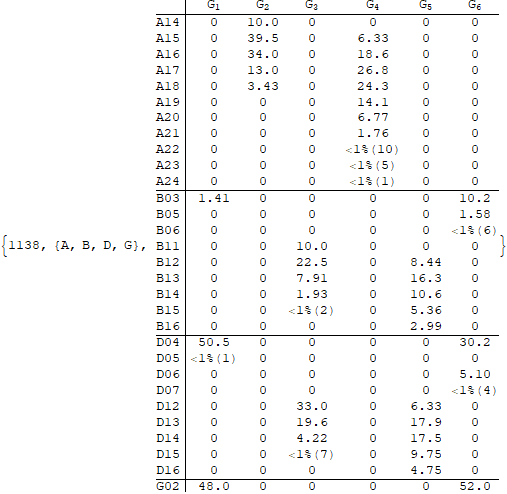 G1 G2 G3 G4 G5 G6
A14 0 10.0 0 0 0 0
A15 0 39.5 0 6.33 0 0
A16 0 34.0 0 18.6 0 0
A17 0 13.0 0 26.8 0 0
A18 0 3.43 0 24.3 0 0
A19 0 0 0 14.1 0 0
A20 0 0 0 6.77 0 0
A21 0 0 0 1.76 0 0
A22 0 0 0 <1%(10) 0 0
A23 0 0 0 <1%(5) 0 0
A24 0 0 0 <1%(1) 0 0
B03 1.41 0 0 0 0 10.2
B05 0 0 0 0 0 1.58
B06 0 0 0 0 0 <1%(6)
{1138, {A, B, D, G}, B11 0 0 10.0 0 0 0 }
B12 0 0 22.5 0 8.44 0
B13 0 0 7.91 0 16.3 0
B14 0 0 1.93 0 10.6 0
B15 0 0 <1%(2) 0 5.36 0
B16 0 0 0 0 2.99 0
D04 50.5 0 0 0 0 30.2
D05 <1%(1) 0 0 0 0 0
D06 0 0 0 0 0 5.10
D07 0 0 0 0 0 <1%(4)
D12 0 0 33.0 0 6.33 0
D13 0 0 19.6 0 17.9 0
D14 0 0 4.22 0 17.5 0
D15 0 0 <1%(7) 0 9.75 0
D16 0 0 0 0 4.75 0
G02 48.0 0 0 0 0 52.0